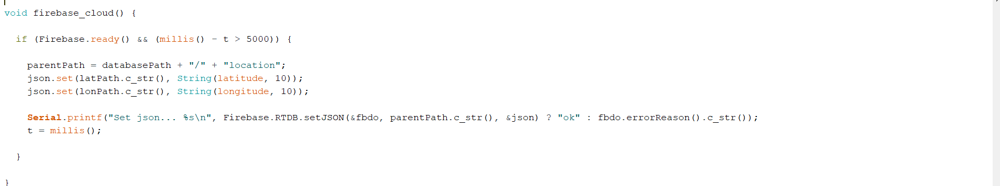 void firebase_cloud() {
if (Firebase.ready() && (millis() - t > 5000)) {
parentPath = databasePath + "/" + "location";
json.set(latPath.c_str(), String(latitude, 10));
json.set(lonPath.c_str(), String(longitude, 10));
Serial.printf("Set json... %s\n", Firebase.RTDB.setJSON(&fbdo, parentPath.c_str(), &json) ? "ok" : fbdo.errorReason().c_str());
t = millis();
}
}